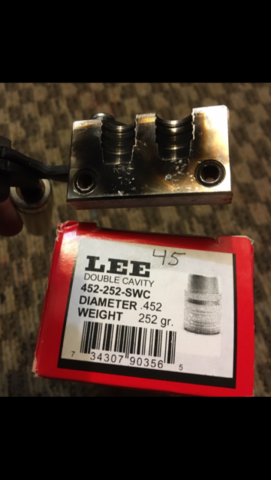 LEE 45
DOUBLE CAVITY
452-252-SWC
DIAMETER .452
WEIGHT 252 gr.
7 34307 90356 5